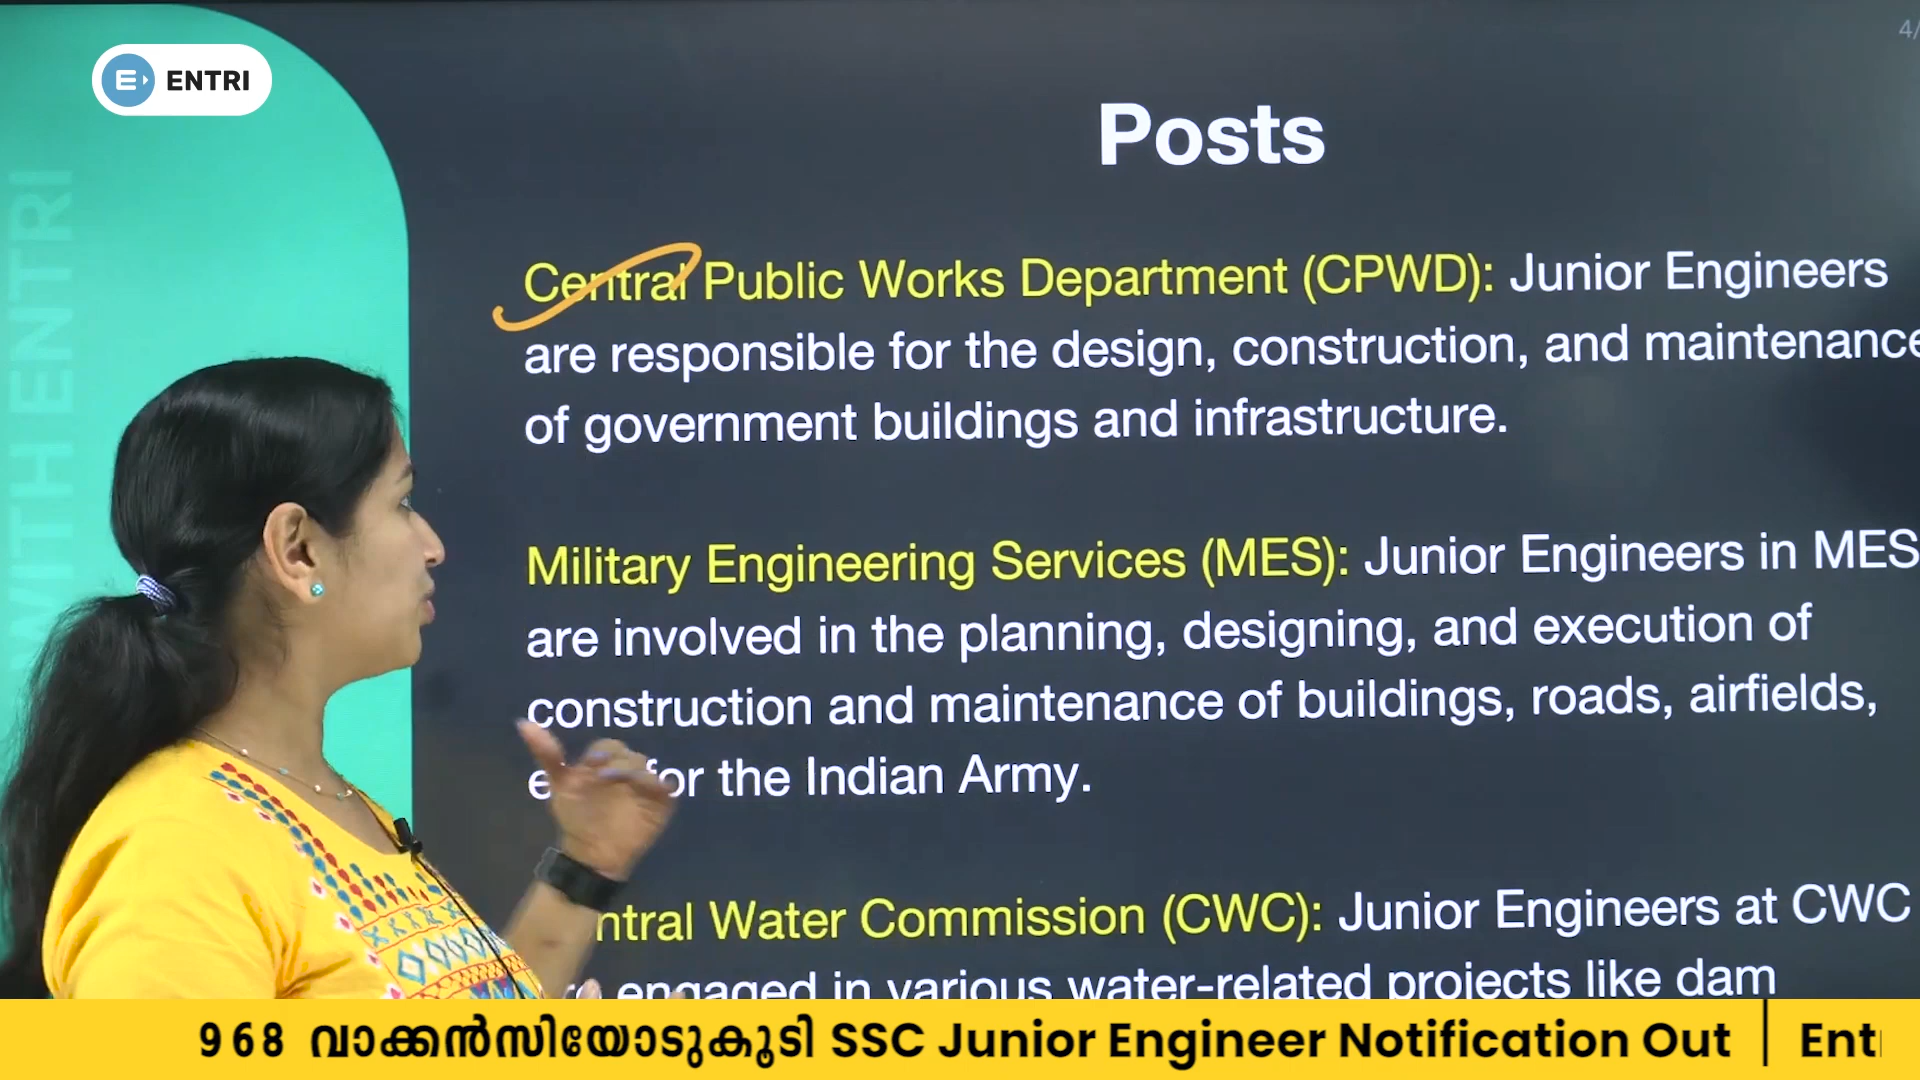 4/
ENTRI
WITH ENTRI
Posts
Central Public Works Department (CPWD): Junior Engineers
are responsible for the design, construction, and maintenance
of government buildings and infrastructure.
Military Engineering Services (MES): Junior Engineers in MES
are involved in the planning, designing, and execution of
construction and maintenance of buildings, roads, airfields,
for the Indian Army.
Water Commission (CWC): Junior Engineers at CWC
engaged in various water-related projects like dam
968 വാക്കൻസിയോടുകൂടി SSC Junior Engineer Notification Out | Ent